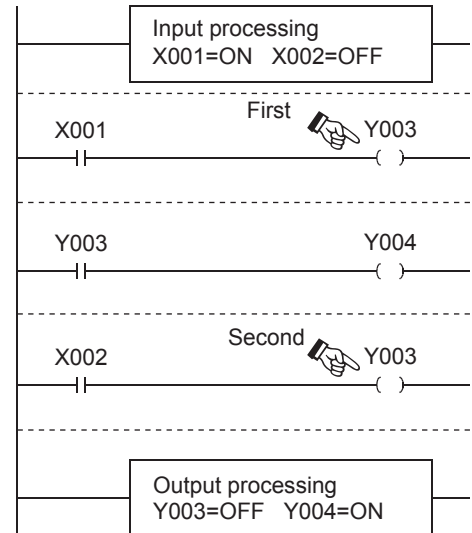 Input processing
X001=ON X002=OFF
First
X001 Y003
Y003 Y004
Second
X002 Y003
Output processing
Y003=OFF Y004=ON